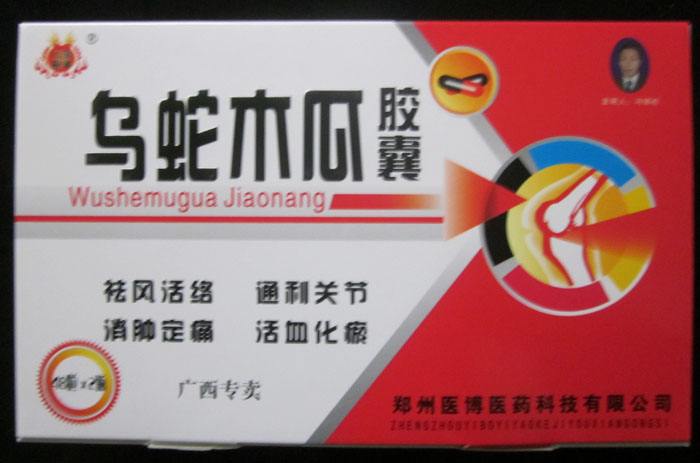 ®
乌蛇木瓜胶囊
Wushemugua Jiaonang
祛风活络 通利关节
消肿定痛 活血化瘀
广西专卖
郑州医博医药科技有限公司
ZHENGZHOUYIBOYIYAOKEJIYOUXIANGONGSI